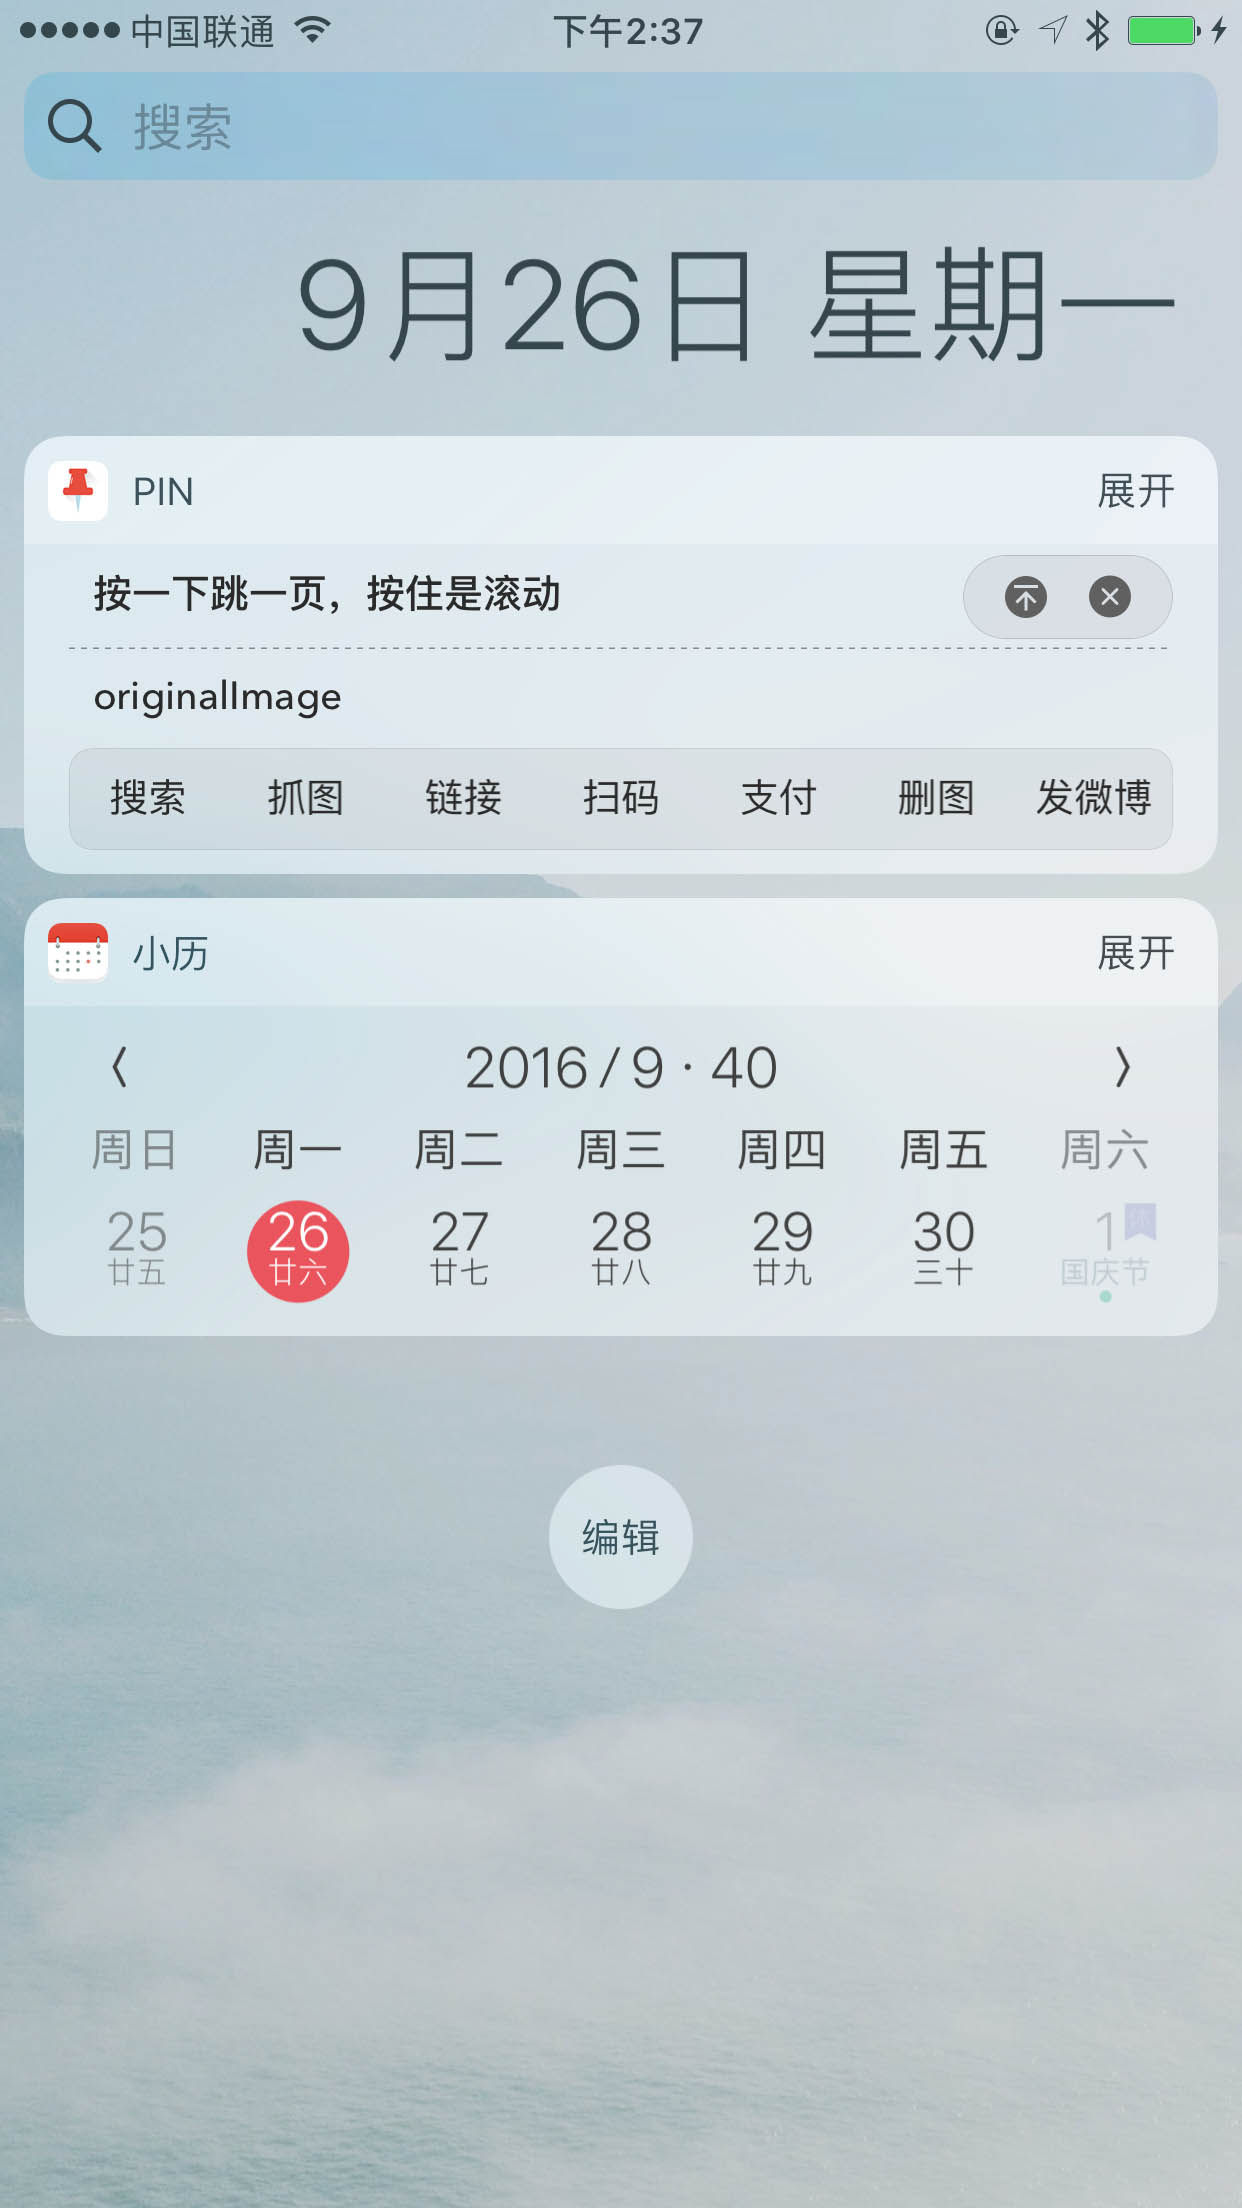 中国联通 下午2:37
搜索
9月26日 星期一
PIN 展开
按一下跳一页，按住是滚动
originalImage
搜索 抓图 链接 扫码 支付 删图 发微博
小历 展开
2016/9·40
周日 周一 周二 周三 周四 周五 周六
25 26 27 28 29 30 1 休
廿五 廿六 廿七 廿八 廿九 三十 国庆节
编辑